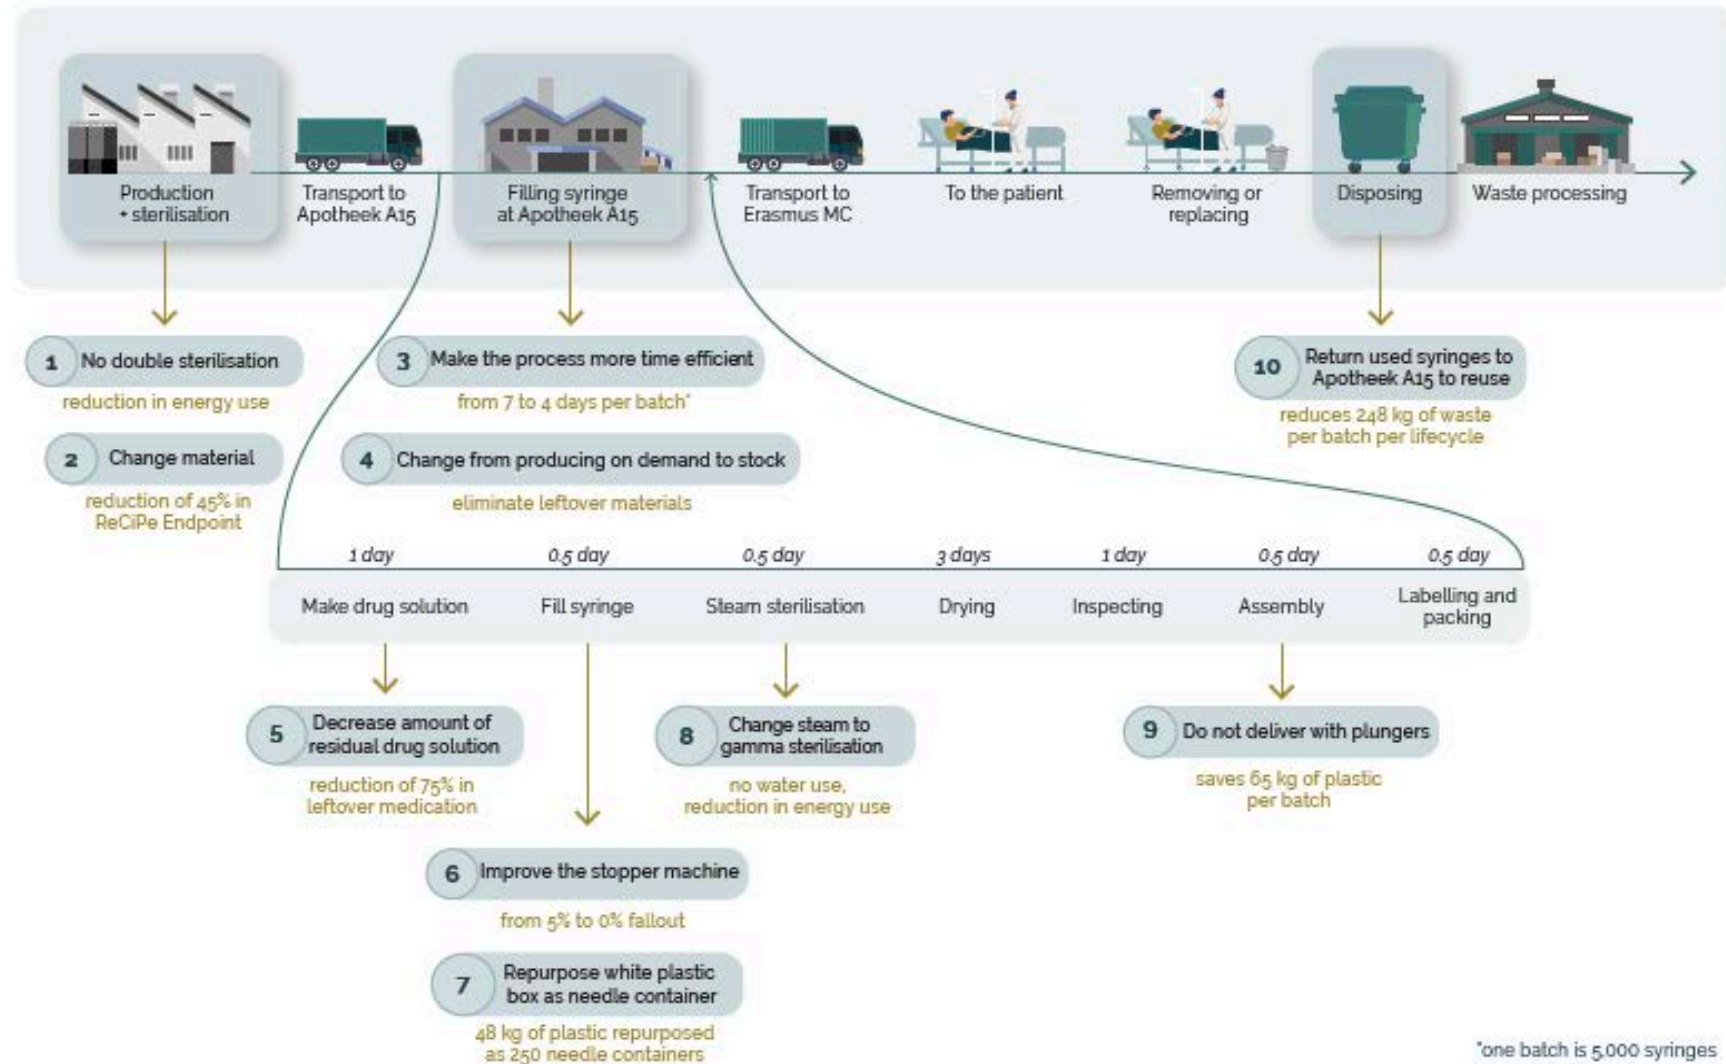 Production
+ sterilisation
Transport to
Apotheek A15
Filling syringe
at Apotheek A15
Transport to
Erasmus MC
To the patient
Removing or
replacing
Disposing
Waste processing
1 No double sterilisation
reduction in energy use
2 Change material
reduction of 45% in
ReCiPe Endpoint
3 Make the process more time efficient
from 7 to 4 days per batch*
4 Change from producing on demand to stock
eliminate leftover materials
10 Return used syringes to
Apotheek A15 to reuse
reduces 248 kg of waste
per batch per lifecycle
1 day
0.5 day
0.5 day
3 days
1 day
0.5 day
0.5 day
Make drug solution
Fill syringe
Steam sterilisation
Drying
Inspecting
Assembly
Labelling and
packing
5 Decrease amount of
residual drug solution
reduction of 75% in
leftover medication
8 Change steam to
gamma sterilisation
no water use,
reduction in energy use
9 Do not deliver with plungers
saves 65 kg of plastic
per batch
6 Improve the stopper machine
from 5% to 0% fallout
7 Repurpose white plastic
box as needle container
48 kg of plastic repurposed
as 250 needle containers
*one batch is 5.000 syringes